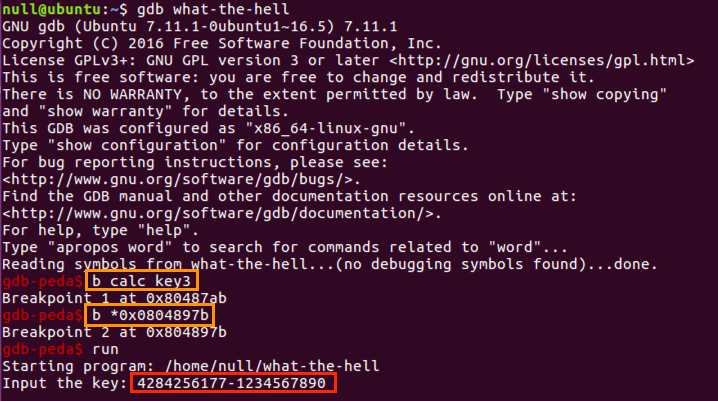 null@ubuntu:~$ gdb what-the-hell
GNU gdb (Ubuntu 7.11.1-0ubuntu1~16.5) 7.11.1
Copyright (C) 2016 Free Software Foundation, Inc.
License GPLv3+: GNU GPL version 3 or later <http://gnu.org/licenses/gpl.html>
This is free software: you are free to change and redistribute it.
There is NO WARRANTY, to the extent permitted by law.  Type "show copying"
and "show warranty" for details.
This GDB was configured as "x86_64-linux-gnu".
Type "show configuration" for configuration details.
For bug reporting instructions, please see:
<http://www.gnu.org/software/gdb/bugs/>.
Find the GDB manual and other documentation resources online at:
<http://www.gnu.org/software/gdb/documentation/>.
For help, type "help".
Type "apropos word" to search for commands related to "word"...
Reading symbols from what-the-hell...(no debugging symbols found)...done.
gdb-peda$ b calc_key3
Breakpoint 1 at 0x80487ab
gdb-peda$ b *0x0804897b
Breakpoint 2 at 0x804897b
gdb-peda$ run
Starting program: /home/null/what-the-hell
Input the key: 4284256177-1234567890